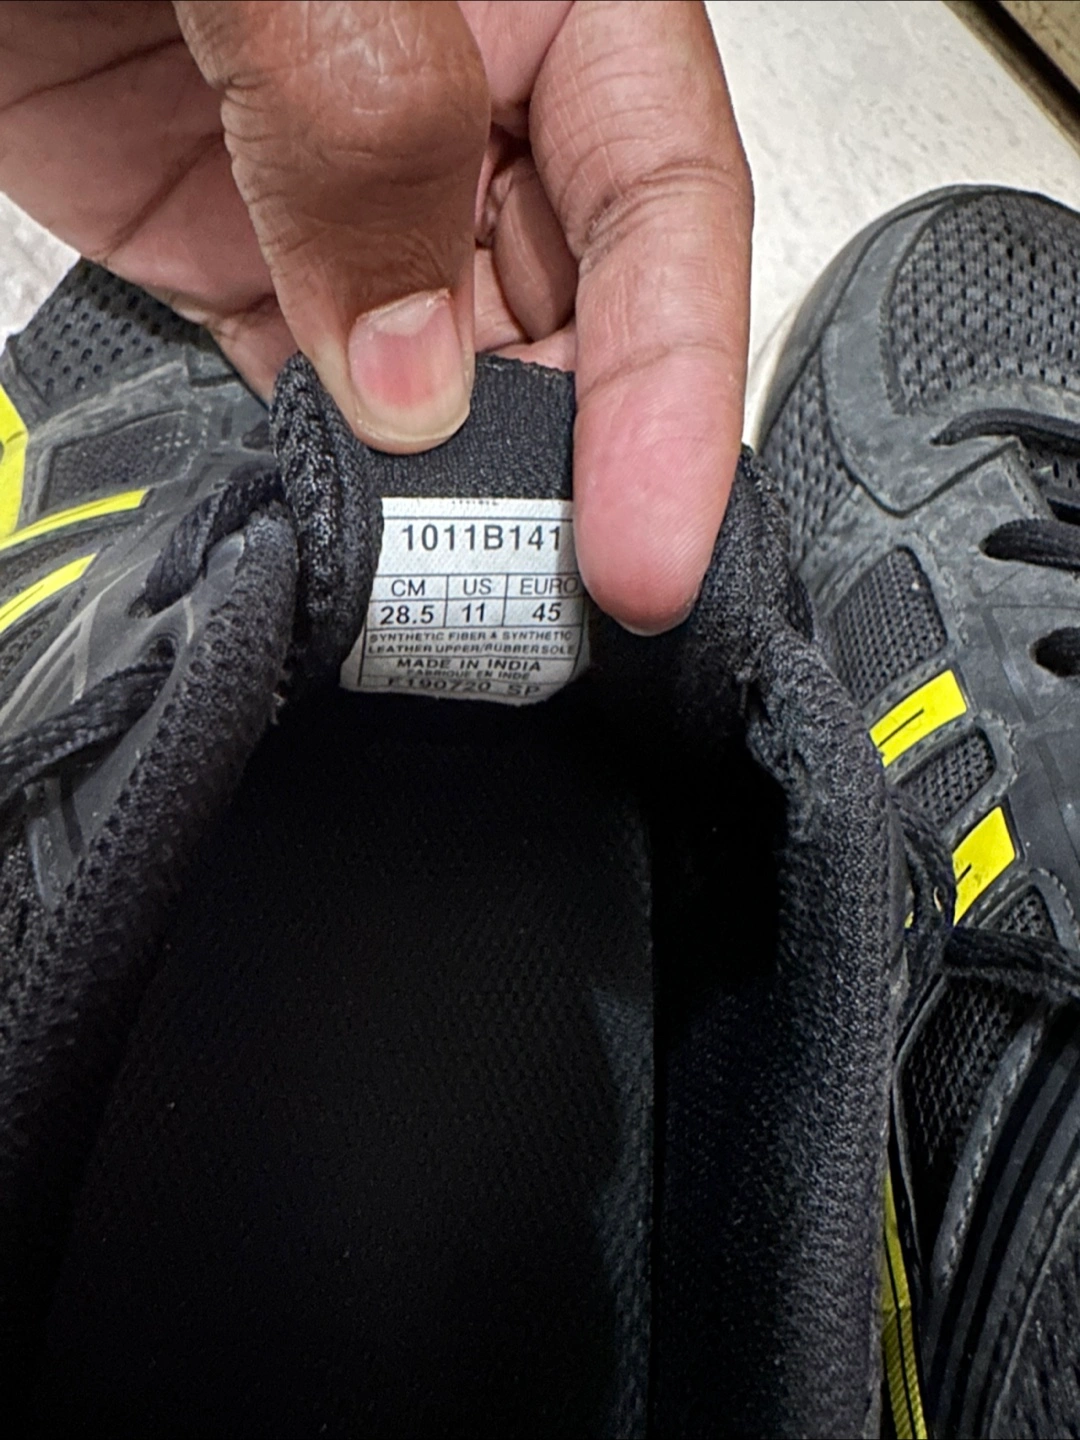 1011B141
CM US EURO
28.5 11 45
SYNTHETIC FIBER & SYNTHETIC
LEATHER UPPER/RUBBER SOLE
MADE IN INDIA
FABRIQUE EN INDE
SP